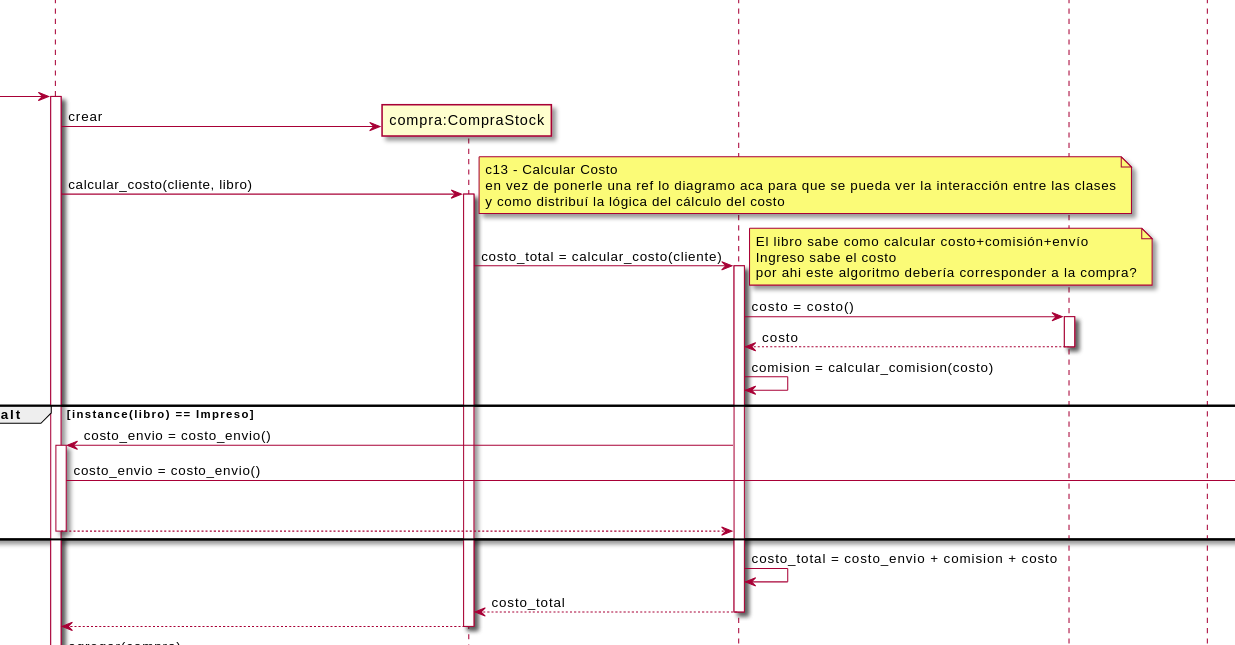 crear
compra:CompraStock
c13 - Calcular Costo
en vez de ponerle una ref lo diagramo aca para que se pueda ver la interacción entre las clases
y como distribuí la lógica del cálculo del costo
calcular_costo(cliente, libro)
El libro sabe como calcular costo+comisión+envío
Ingreso sabe el costo
por ahi este algoritmo debería corresponder a la compra?
costo_total = calcular_costo(cliente)
costo = costo()
costo
comision = calcular_comision(costo)
alt [instance(libro) == Impreso]
costo_envio = costo_envio()
costo_envio = costo_envio()
costo_total = costo_envio + comision + costo
costo_total